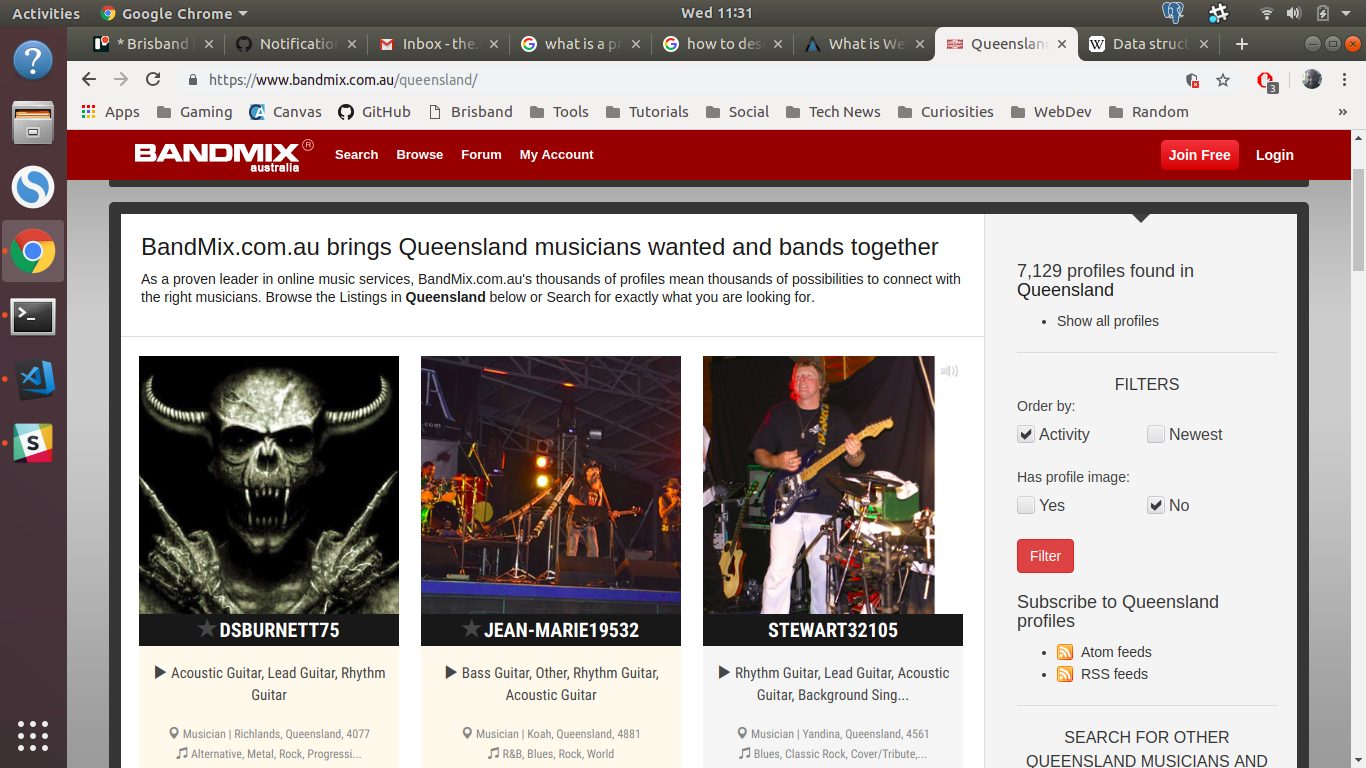 Activities
Google Chrome
Wed 11:31
* Brisband
Notification
Inbox - the.
what is a pr
how to des
What is We
Queensland
Data struct
https://www.bandmix.com.au/queensland/
3
Apps
Gaming
Canvas
GitHub
Brisband
Tools
Tutorials
Social
Tech News
Curiosities
WebDev
Random
»
BANDMIX®
australia
Search
Browse
Forum
My Account
Join Free
Login
BandMix.com.au brings Queensland musicians wanted and bands together
As a proven leader in online music services, BandMix.com.au's thousands of profiles mean thousands of possibilities to connect with
the right musicians. Browse the Listings in Queensland below or Search for exactly what you are looking for.
DSBURNETT75
Acoustic Guitar, Lead Guitar, Rhythm
Guitar
Musician | Richlands, Queensland, 4077
Alternative, Metal, Rock, Progressi...
JEAN-MARIE19532
Bass Guitar, Other, Rhythm Guitar,
Acoustic Guitar
Musician | Koah, Queensland, 4881
R&B, Blues, Rock, World
STEWART32105
Rhythm Guitar, Lead Guitar, Acoustic
Guitar, Background Sing...
Musician | Yandina, Queensland, 4561
Blues, Classic Rock, Cover/Tribute,...
7,129 profiles found in
Queensland
• Show all profiles
FILTERS
Order by:
Activity
Newest
Has profile image:
Yes
No
Filter
Subscribe to Queensland
profiles
• Atom feeds
• RSS feeds
SEARCH FOR OTHER
QUEENSLAND MUSICIANS AND